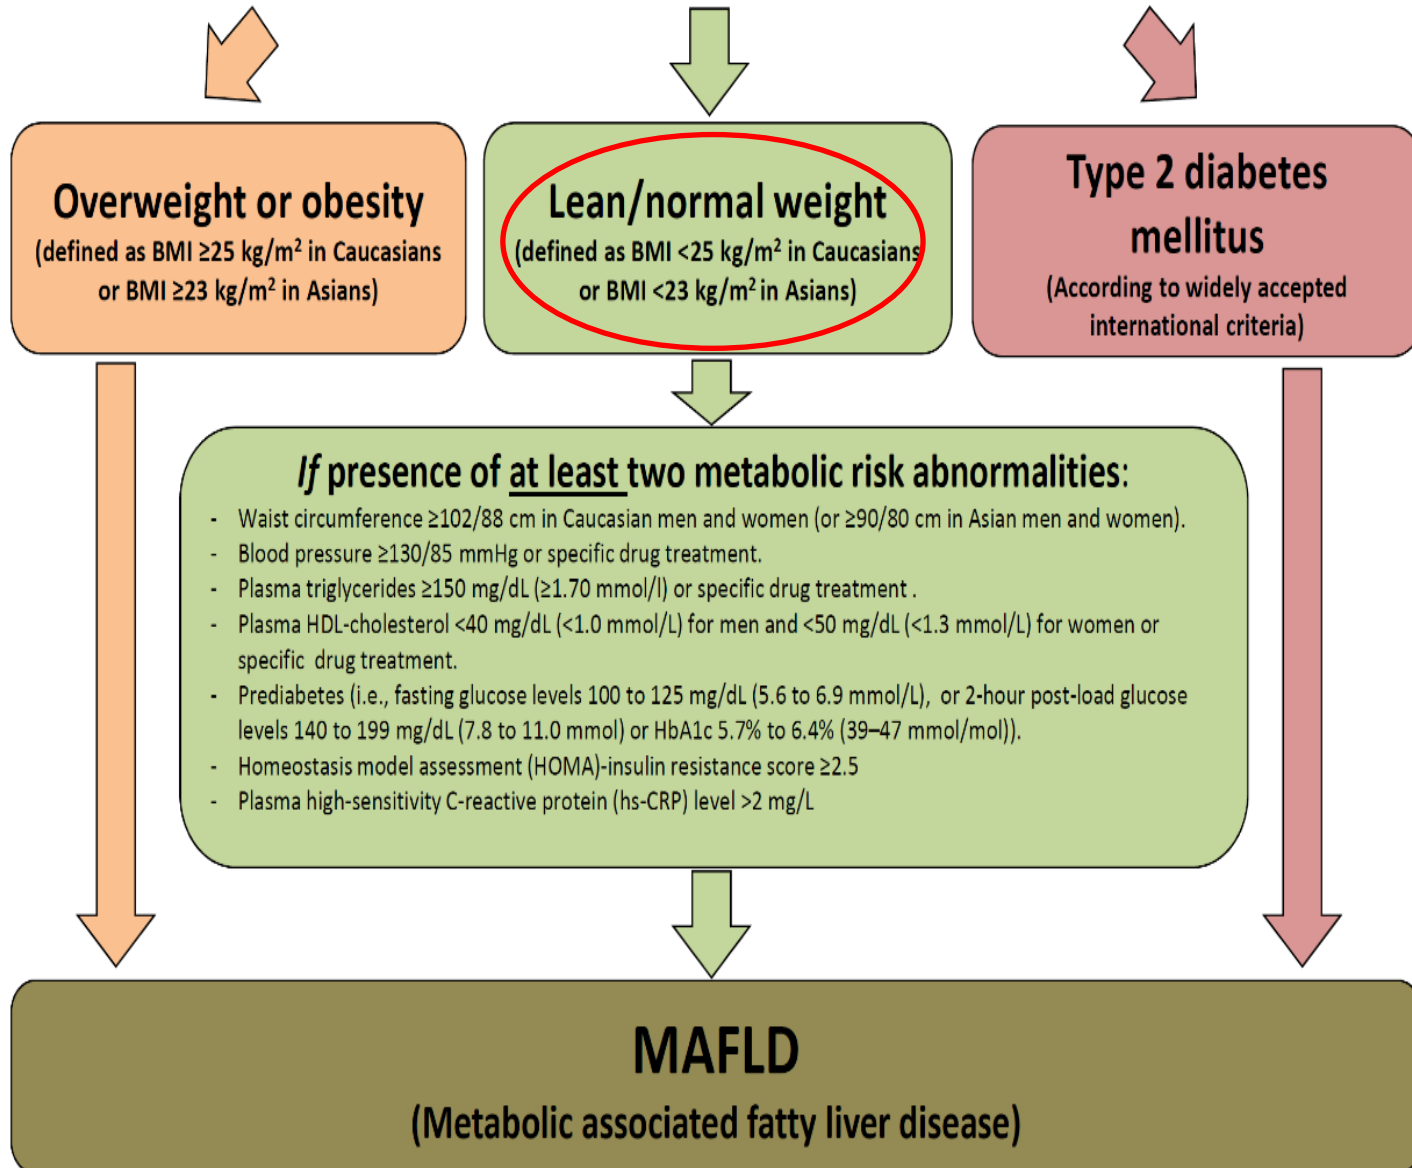 Overweight or obesity
(defined as BMI ≥25 kg/m² in Caucasians
or BMI ≥23 kg/m² in Asians)
Lean/normal weight
(defined as BMI <25 kg/m² in Caucasians
or BMI <23 kg/m² in Asians)
Type 2 diabetes
mellitus
(According to widely accepted
international criteria)
If presence of at least two metabolic risk abnormalities:
- Waist circumference ≥102/88 cm in Caucasian men and women (or ≥90/80 cm in Asian men and women).
- Blood pressure ≥130/85 mmHg or specific drug treatment.
- Plasma triglycerides ≥150 mg/dL (≥1.70 mmol/l) or specific drug treatment .
- Plasma HDL-cholesterol <40 mg/dL (<1.0 mmol/L) for men and <50 mg/dL (<1.3 mmol/L) for women or
specific drug treatment.
- Prediabetes (i.e., fasting glucose levels 100 to 125 mg/dL (5.6 to 6.9 mmol/L), or 2-hour post-load glucose
levels 140 to 199 mg/dL (7.8 to 11.0 mmol) or HbA1c 5.7% to 6.4% (39–47 mmol/mol)).
- Homeostasis model assessment (HOMA)-insulin resistance score ≥2.5
- Plasma high-sensitivity C-reactive protein (hs-CRP) level >2 mg/L
MAFLD
(Metabolic associated fatty liver disease)